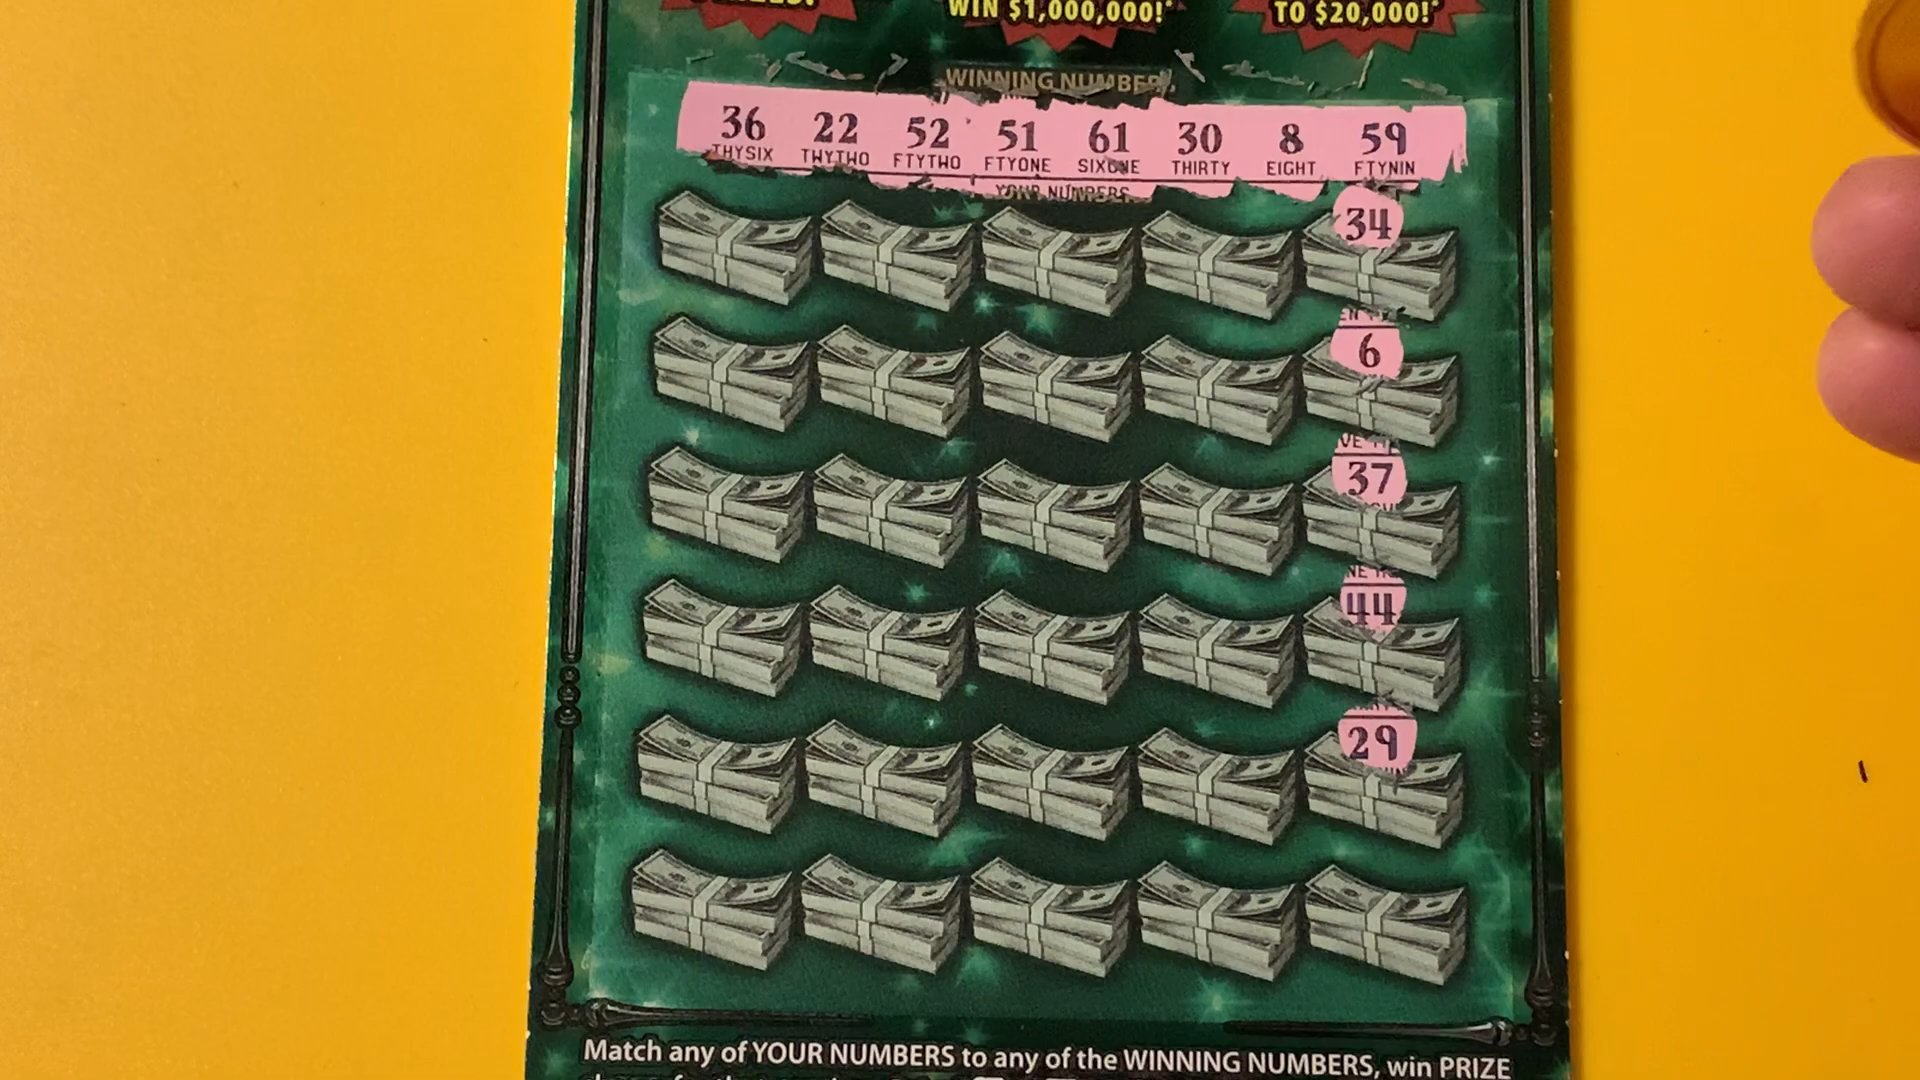 WIN $1,000,000!*
TO $20,000!*
WINNING NUMBERS
36 22 52 51 61 30 8 59
THYSIX TWYTWO FTYTWO FTYONE SIXONE THIRTY EIGHT FTYNIN
YOUR NUMBERS
34
6
37
44
29
Match any of YOUR NUMBERS to any of the WINNING NUMBERS, win PRIZE